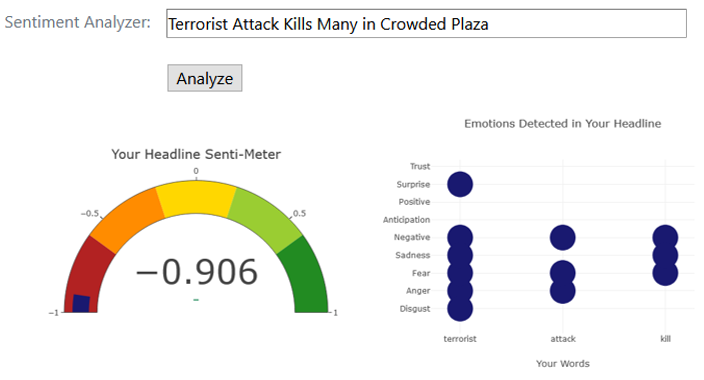 Sentiment Analyzer: Terrorist Attack Kills Many in Crowded Plaza
Analyze
Your Headline Senti-Meter
0
−0.5
0.5
−1
1
−0.906
Emotions Detected in Your Headline
Trust
Surprise
Positive
Anticipation
Negative
Sadness
Fear
Anger
Disgust
terrorist attack kill
Your Words